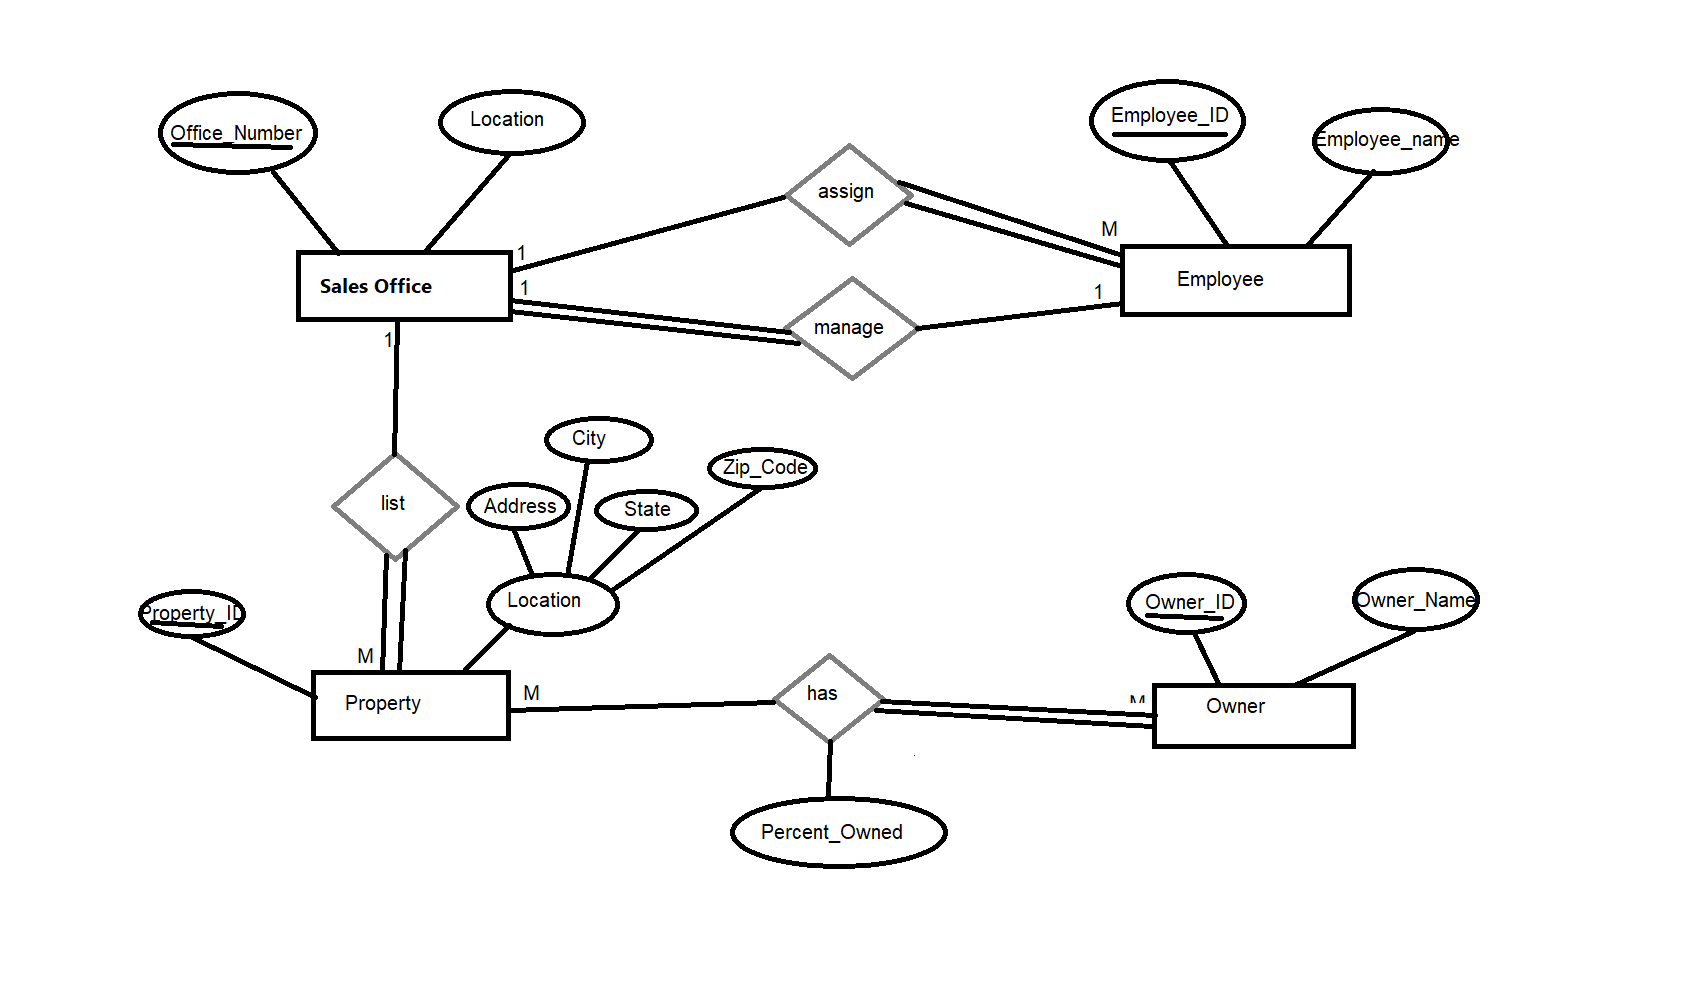 Office_Number
Location
Employee_ID
Employee_name
assign
M
1
Sales Office
1
Employee
1
manage
1
City
Zip_Code
list
Address
State
Location
Property_ID
Owner_ID
Owner_Name
M
Property
M
has
M
Owner
Percent_Owned